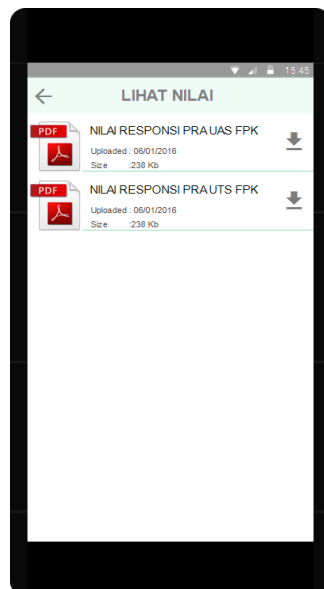 15:45
LIHAT NILAI
PDF
NILAI RESPONSI PRA UAS FPK
Uploaded : 06/01/2016
Size :238 Kb
PDF
NILAI RESPONSI PRA UTS FPK
Uploaded : 06/01/2016
Size :238 Kb